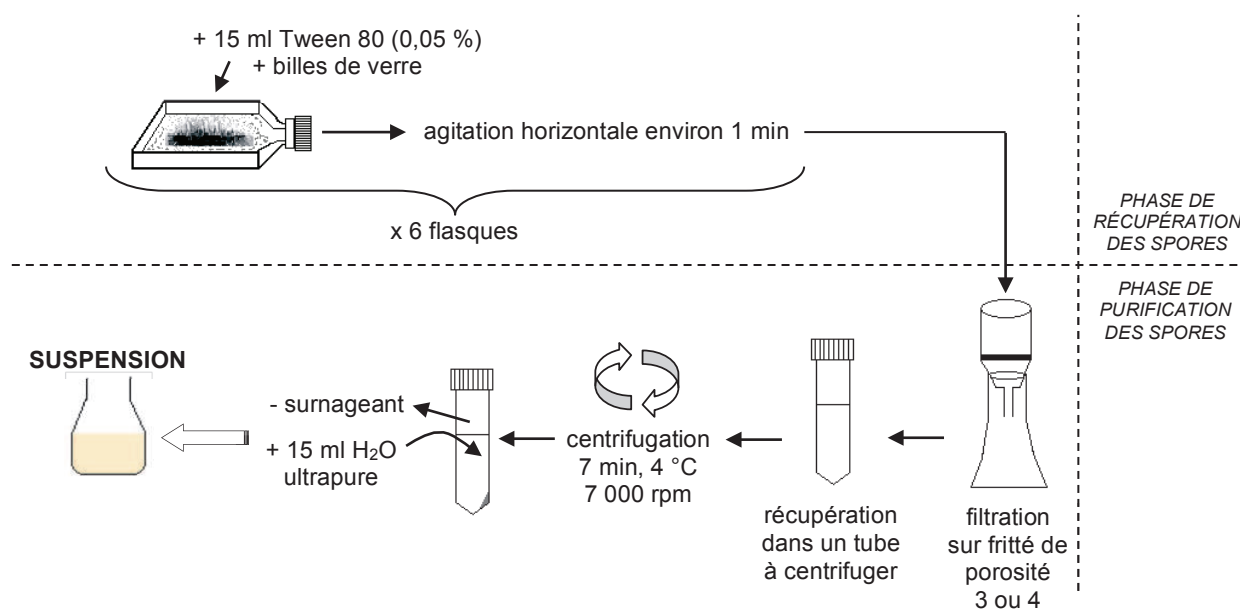 + 15 ml Tween 80 (0,05 %)
+ billes de verre
agitation horizontale environ 1 min
x 6 flasques
PHASE DE
RÉCUPÉRATION
DES SPORES
PHASE DE
PURIFICATION
DES SPORES
SUSPENSION
- surnageant
+ 15 ml H₂O
ultrapure
centrifugation
7 min, 4 °C
7 000 rpm
récupération
dans un tube
à centrifuger
filtration
sur fritté de
porosité
3 ou 4